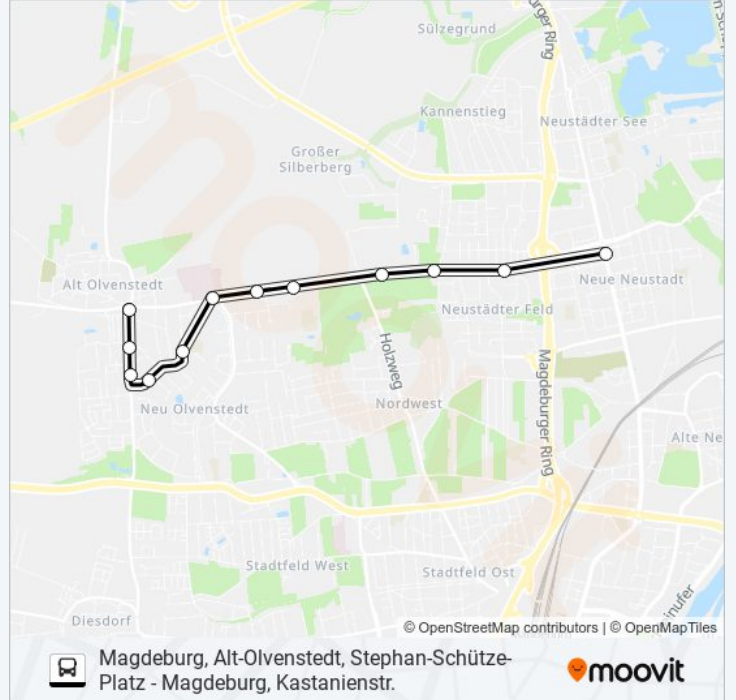 Sülzegrund
burger Ring
Kannenstieg
Neustädter See
Großer
Silberberg
Alt Olvenstedt
Neue Neustadt
Neustädter Feld
Holzweg
Magdeburger Ring
Nordwest
Neu Olvenstedt
Alte Ne
Stadtfeld West
Stadtfeld Ost
Diesdorf
inufer
© OpenStreetMap contributors | © OpenMapTiles
Magdeburg, Alt-Olvenstedt, Stephan-Schütze-
Platz - Magdeburg, Kastanienstr.
moovit